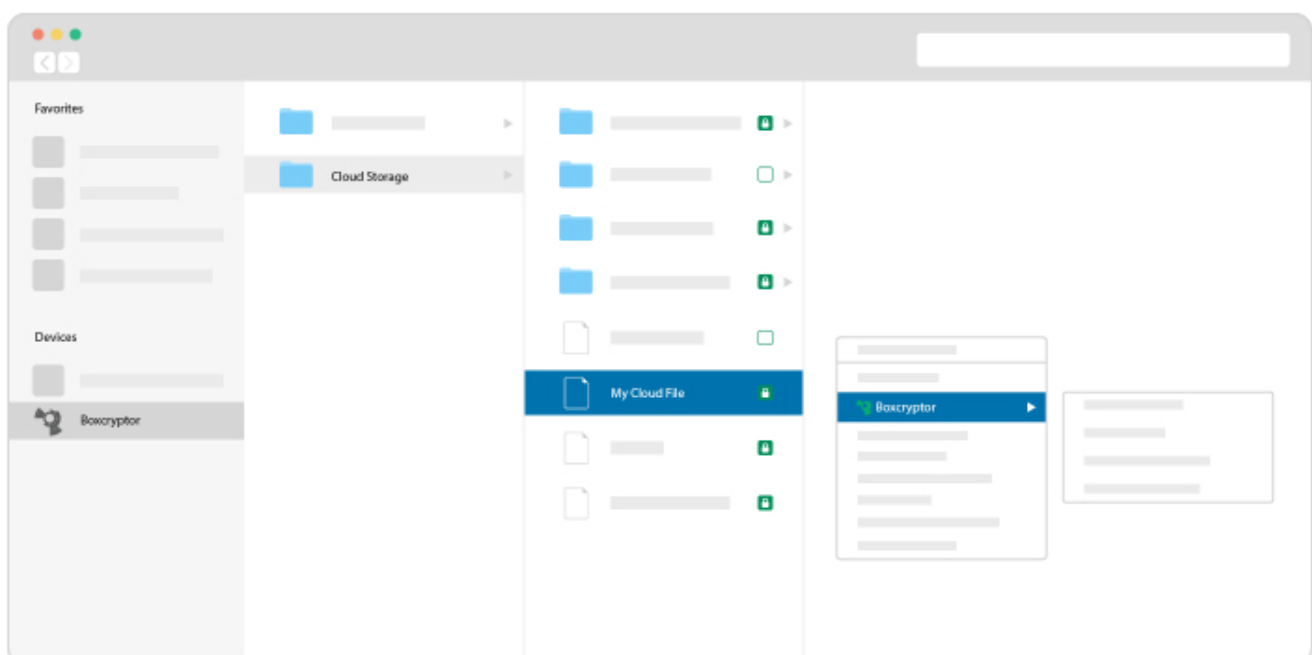 Favorites
Cloud Storage
Devices
My Cloud File
Boxcryptor
Boxcryptor